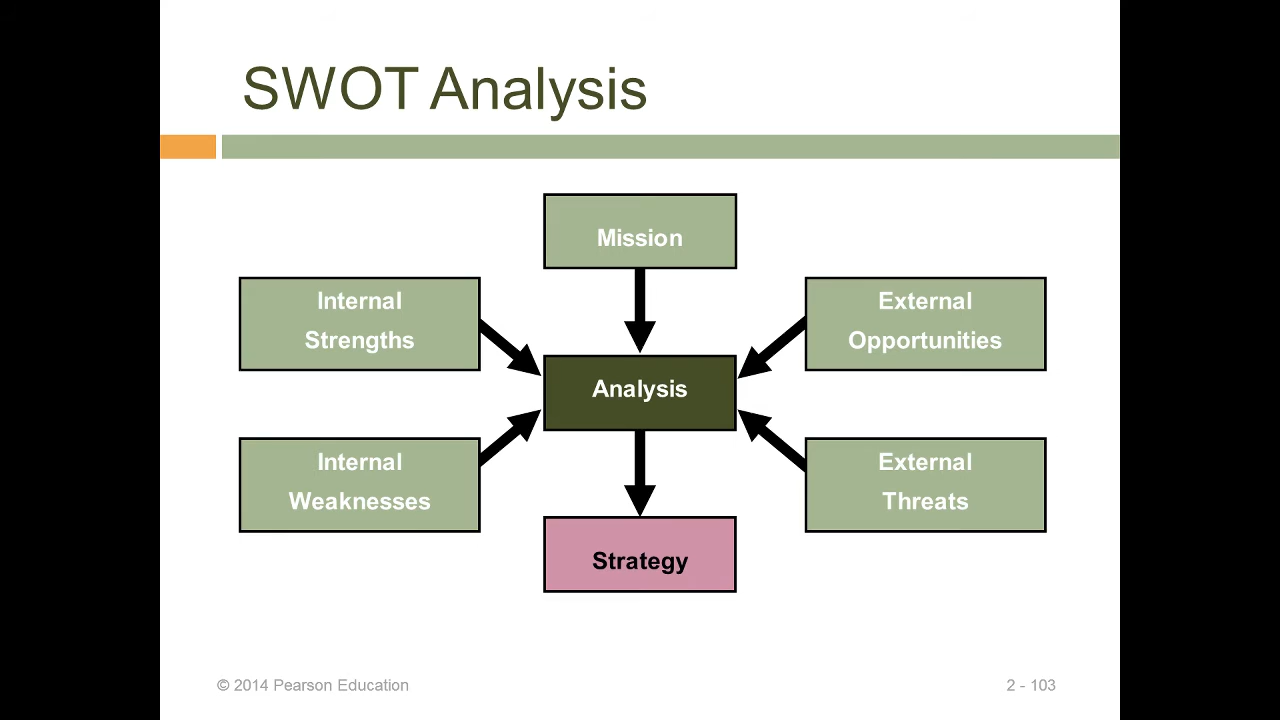 SWOT Analysis
Mission
Internal
Strengths
External
Opportunities
Analysis
Internal
Weaknesses
External
Threats
Strategy
© 2014 Pearson Education
2 - 103